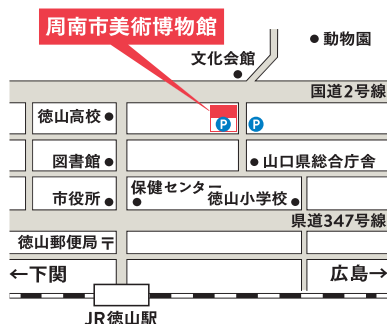 周南市美術博物館
動物園
文化会館
国道2号線
徳山高校
P
P
図書館
山口県総合庁舎
市役所
保健センター
徳山小学校
県道347号線
徳山郵便局〒
←下関
広島→
JR徳山駅